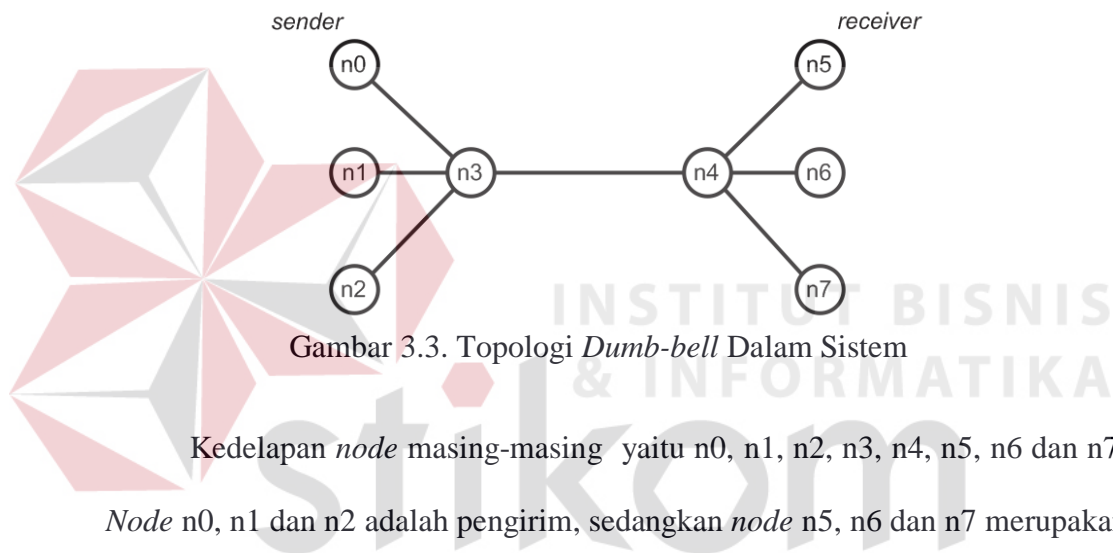 sender receiver
n0 n5
n1 n3 n4 n6
n2 n7
INSTITUT BISNIS
Gambar 3.3. Topologi Dumb-bell Dalam Sistem
& INFORMATIKA
stikom
Kedelapan node masing-masing yaitu n0, n1, n2, n3, n4, n5, n6 dan n7
Node n0, n1 dan n2 adalah pengirim, sedangkan node n5, n6 dan n7 merupaka